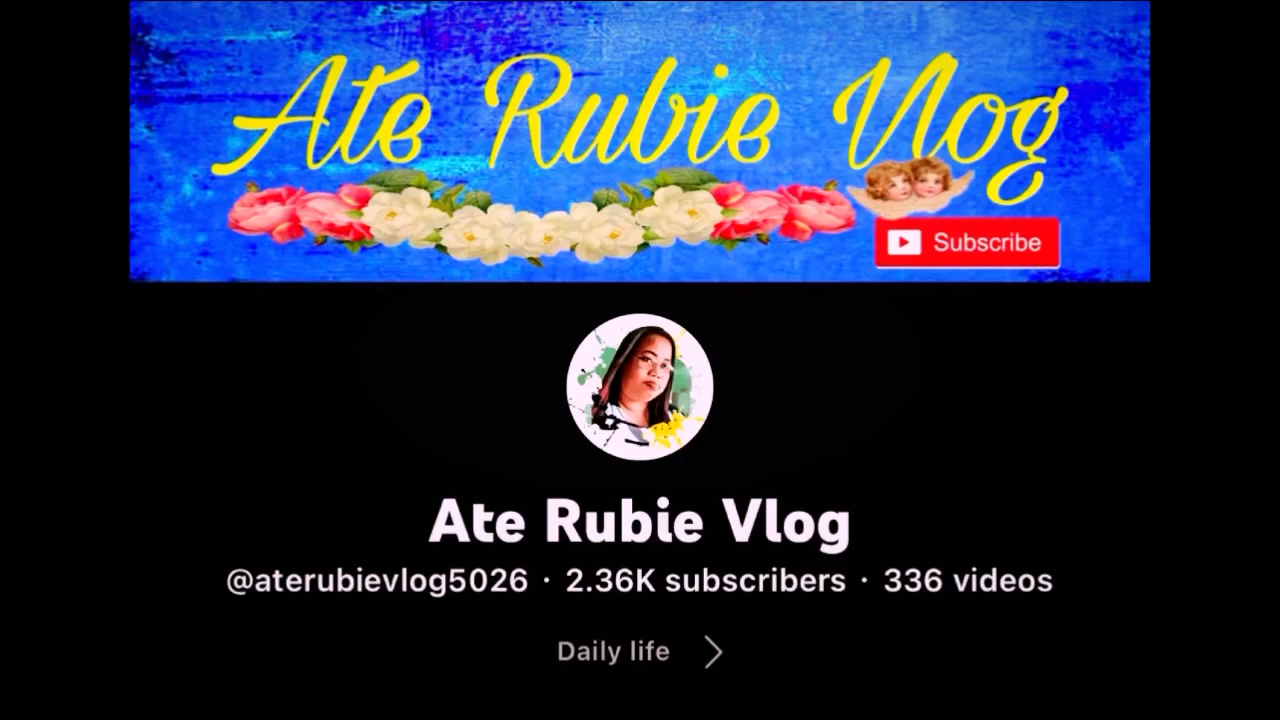 Ate Rubie Vlog
Subscribe
Ate Rubie Vlog
@aterubievlog5026 · 2.36K subscribers · 336 videos
Daily life